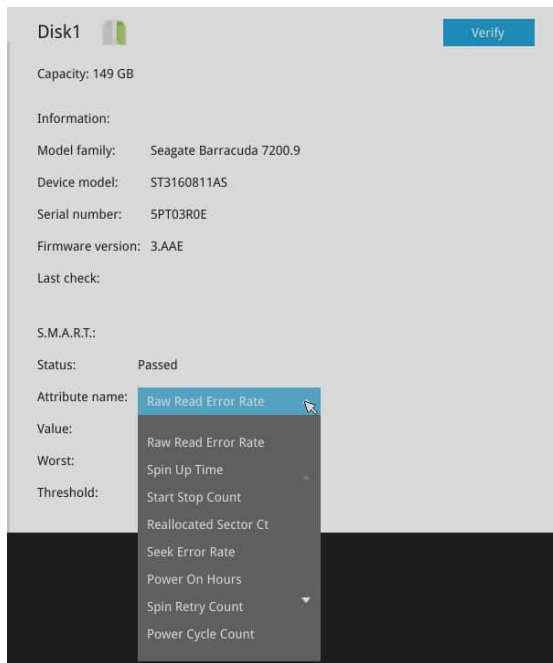 Disk1
Verify
Capacity: 149 GB
Information:
Model family: Seagate Barracuda 7200.9
Device model: ST3160811AS
Serial number: 5PT03R0E
Firmware version: 3.AAE
Last check:
S.M.A.R.T.:
Status: Passed
Attribute name: Raw Read Error Rate
Value:
Raw Read Error Rate
Worst:
Spin Up Time
Threshold:
Start Stop Count
Reallocated Sector Ct
Seek Error Rate
Power On Hours
Spin Retry Count
Power Cycle Count